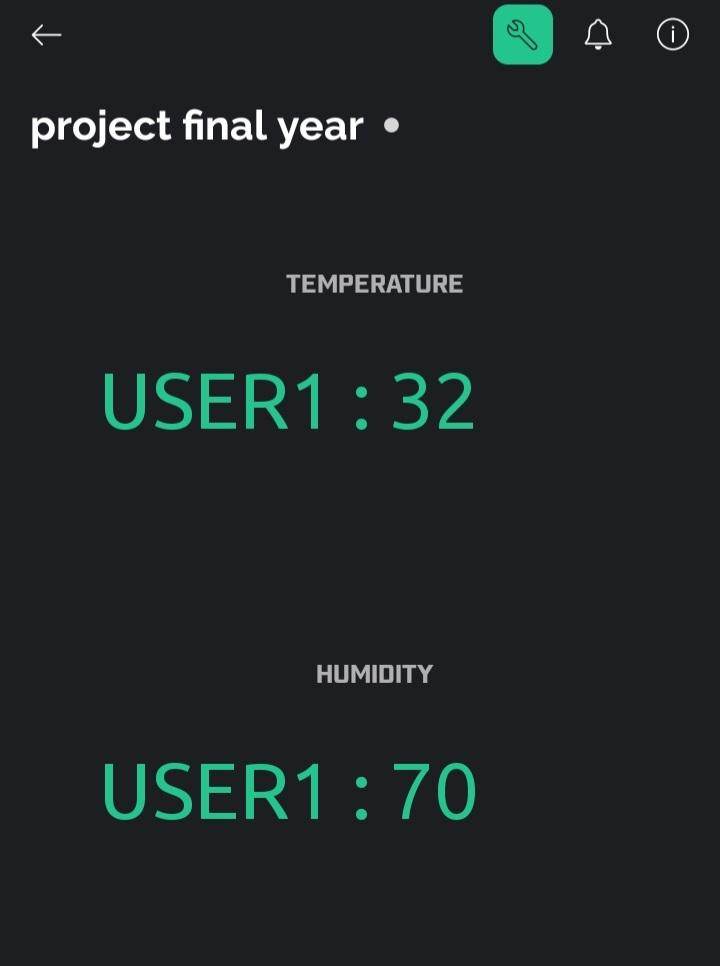 project final year
TEMPERATURE
USER1 : 32
HUMIDITY
USER1 : 70